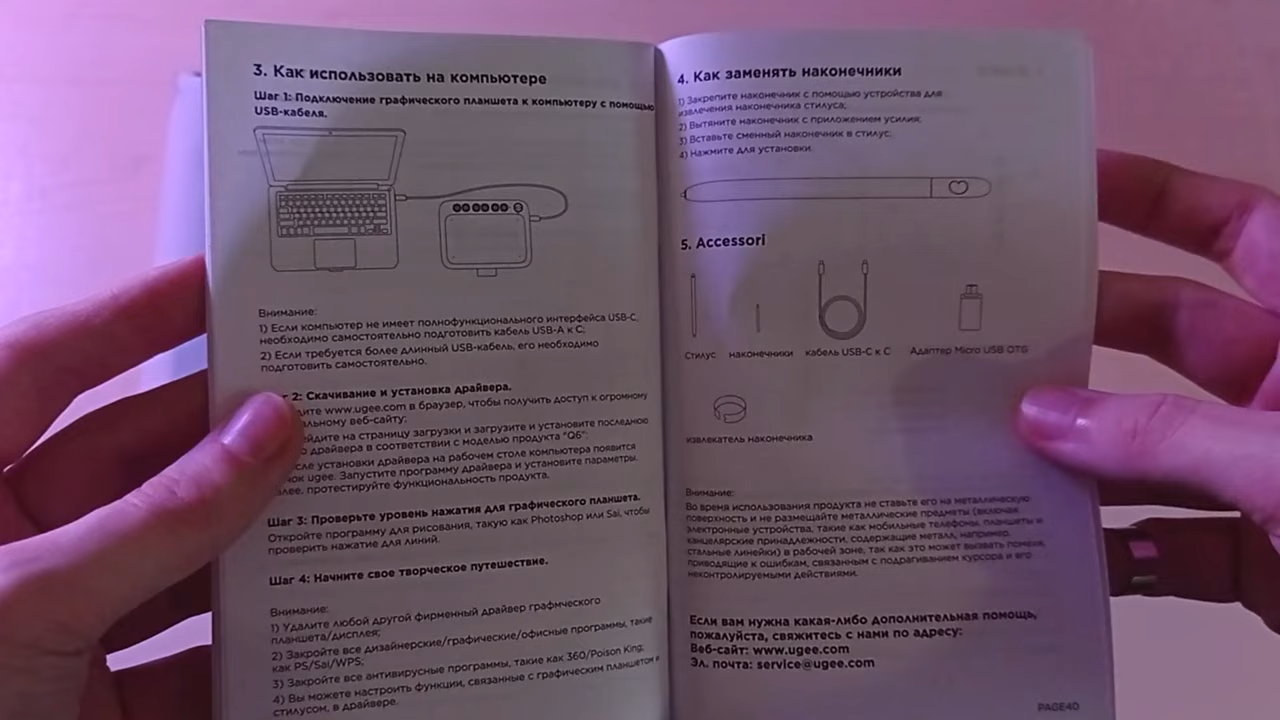 3. Как использовать на компьютере
Шаг 1: Подключение графического планшета к компьютеру с помощью
USB-кабеля.
Внимание:
1) Если компьютер не имеет полнофункционального интерфейса USB-C,
необходимо самостоятельно подготовить кабель USB-A к C;
2) Если требуется более длинный USB-кабель, его необходимо
подготовить самостоятельно.
2: Скачивание и установка драйвера.
www.ugee.com в браузер, чтобы получить доступ к огромному
веб-сайту;
на страницу загрузки и загрузите и установите последнюю
драйвера в соответствии с моделью продукта "Q6";
установки драйвера на рабочем столе компьютера появится
ugee. Запустите программу драйвера и установите параметры.
протестируйте функциональность продукта.
Шаг 3: Проверьте уровень нажатия для графического планшета.
Откройте программу для рисования, такую как Photoshop или Sai, чтобы
проверить нажатие для линий.
Шаг 4: Начните свое творческое путешествие.
Внимание:
1) Удалите любой другой фирменный драйвер графмческого
планшета/дисплея;
2) Закройте все дизайнерские/графические/офисные программы, такие
как PS/Sai/WPS;
3) Закройте все антивирусные программы, такие как 360/Poison King;
4) Вы можете настроить функции, связанные с графическим планшетом и
стилусом, в драйвере.
4. Как заменять наконечники
1) Закрепите наконечник с помощью устройства для
извлечения наконечника стилуса;
2) Вытяните наконечник с приложением усилия;
3) Вставьте сменный наконечник в стилус;
4) Нажмите для установки.
5. Accessori
Стилус наконечники кабель USB-C к C Адаптер Micro USB OTG
извлекатель наконечника
Внимание:
Во время использования продукта не ставьте его на металлическую
поверхность и не размещайте металлические предметы (включая
электронные устройства, такие как мобильные телефоны, планшеты и
канцелярские принадлежности, содержащие металл, например,
стальные линейки) в рабочей зоне, так как это может вызвать помехи,
приводящие к ошибкам, связанным с подрагиванием курсора и его
неконтролируемыми действиями.
Если вам нужна какая-либо дополнительная помощь,
пожалуйста, свяжитесь с нами по адресу:
Веб-сайт: www.ugee.com
Эл. почта: service@ugee.com
PAGE40